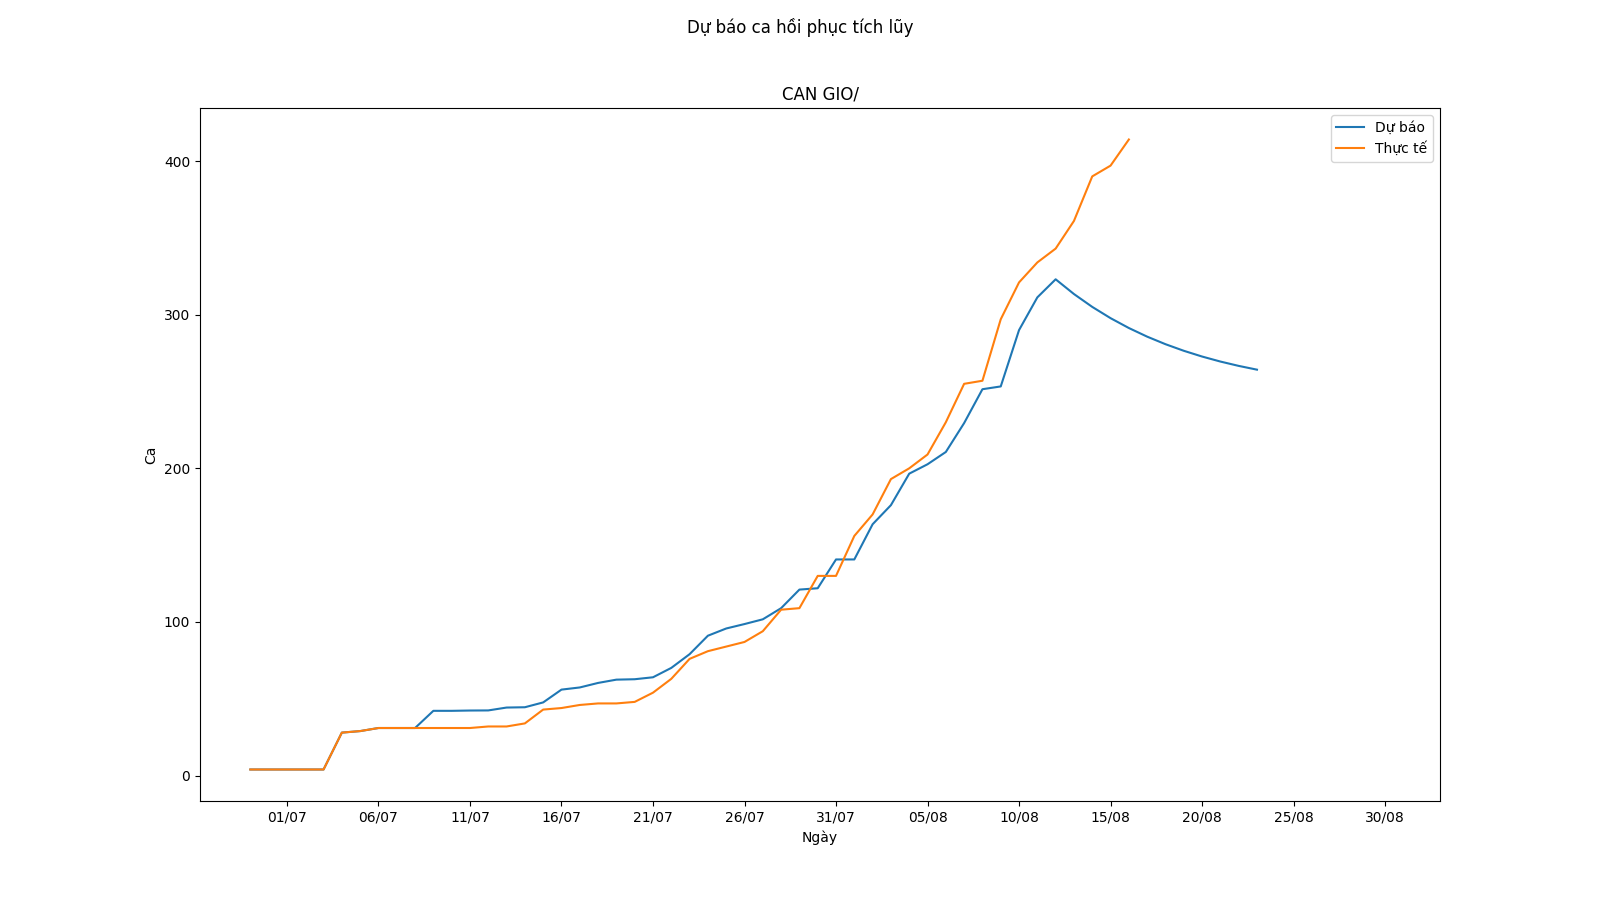 Dự báo ca hồi phục tích lũy
CAN GIO/
Dự báo
Thực tế
400
300
200
100
0
Ca
01/07 06/07 11/07 16/07 21/07 26/07 31/07 05/08 10/08 15/08 20/08 25/08 30/08
Ngày